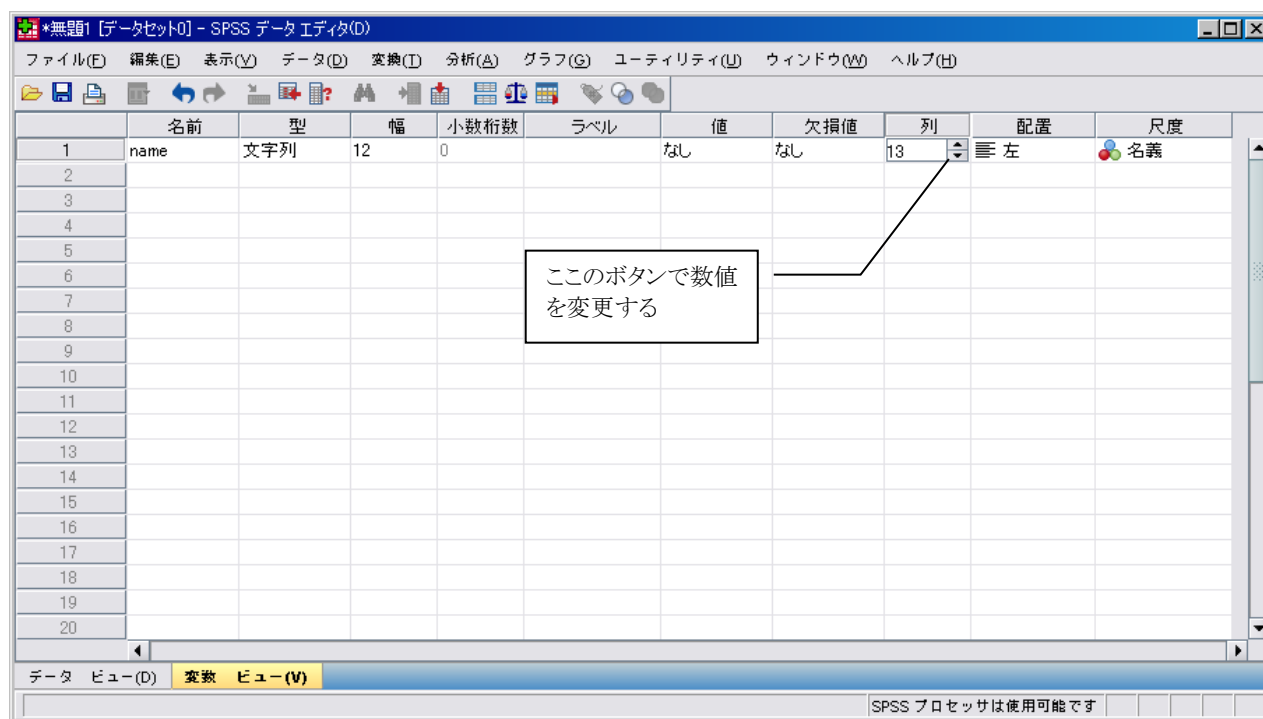 *無題1 [データセット0] - SPSS データ エディタ(D)
ファイル(F) 編集(E) 表示(V) データ(D) 変換(T) 分析(A) グラフ(G) ユーティリティ(U) ウィンドウ(W) ヘルプ(H)
名前 型 幅 小数桁数 ラベル 値 欠損値 列 配置 尺度
1 name 文字列 12 0 なし なし 13 左 名義
2
3
4
5
6
7
8
9
10
11
12
13
14
15
16
17
18
19
20
ここのボタンで数値
を変更する
データ ビュー(D) 変数 ビュー(V)
SPSS プロセッサは使用可能です